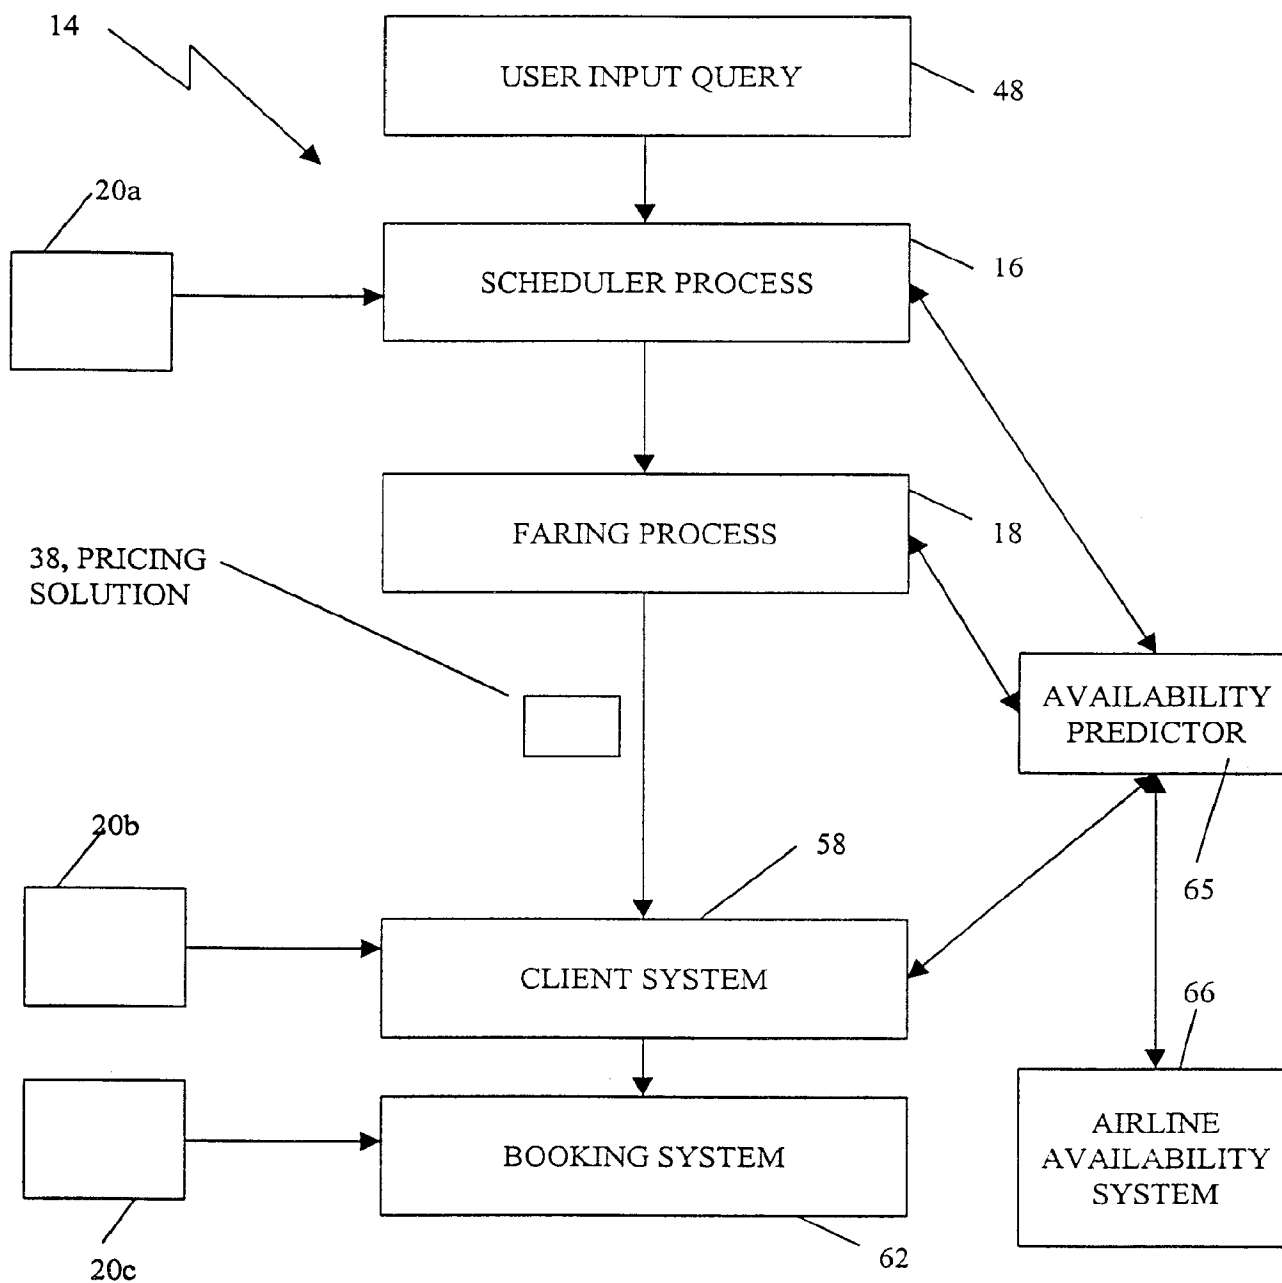 14
USER INPUT QUERY
48
20a
SCHEDULER PROCESS
16
FARING PROCESS
18
38, PRICING
SOLUTION
AVAILABILITY
PREDICTOR
20b
58
65
CLIENT SYSTEM
66
BOOKING SYSTEM
AIRLINE
AVAILABILITY
SYSTEM
20c
62